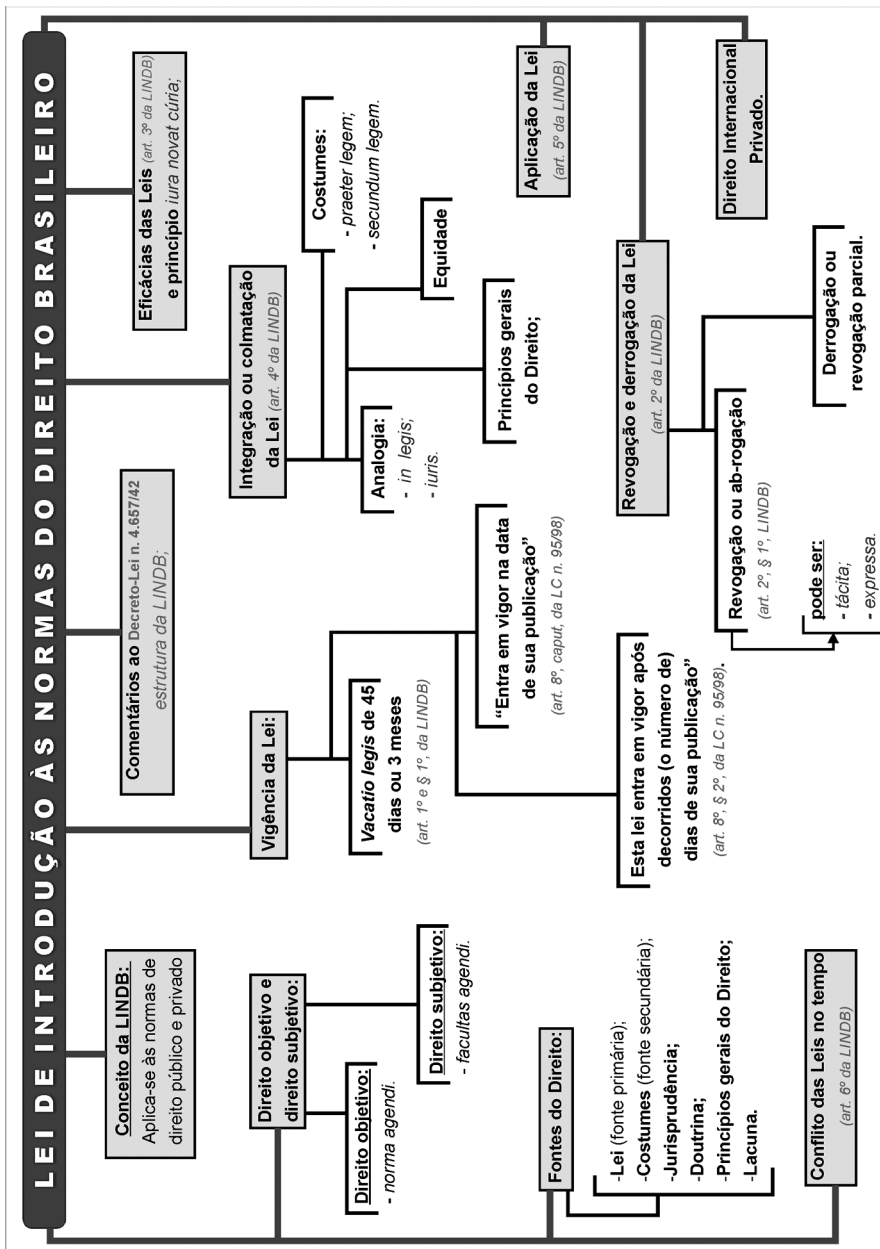 LEI DE INTRODUÇÃO ÀS NORMAS DO DIREITO BRASILEIRO
Conceito da LINDB:
Aplica-se às normas de
direito público e privado
Comentários ao Decreto-Lei n. 4.657/42
estrutura da LINDB;
Eficácias das Leis (art. 3º da LINDB)
e princípio iura novat cúria;
Direito objetivo e
direito subjetivo:
Direito objetivo:
- norma agendi.
Direito subjetivo:
- facultas agendi.
Vigência da Lei:
Vacatio legis de 45
dias ou 3 meses
(art. 1º e § 1º, da LINDB)
“Entra em vigor na data
de sua publicação”
(art. 8º, caput, da LC n. 95/98)
Esta lei entra em vigor após
decorridos (o número de)
dias de sua publicação”
(art. 8º, § 2º, da LC n. 95/98).
Integração ou colmatação
da Lei (art. 4º da LINDB)
Analogia:
- in legis;
- iuris.
Costumes:
- praeter legem;
- secundum legem.
Equidade
Princípios gerais
do Direito;
Fontes do Direito:
-Lei (fonte primária);
-Costumes (fonte secundária);
-Jurisprudência;
-Doutrina;
-Princípios gerais do Direito;
-Lacuna.
Aplicação da Lei
(art. 5º da LINDB)
Revogação e derrogação da Lei
(art. 2º da LINDB)
Revogação ou ab-rogação
(art. 2º, § 1º, LINDB)
pode ser:
- tácita;
- expressa.
Derrogação ou
revogação parcial.
Direito Internacional
Privado.
Conflito das Leis no tempo
(art. 6º da LINDB)